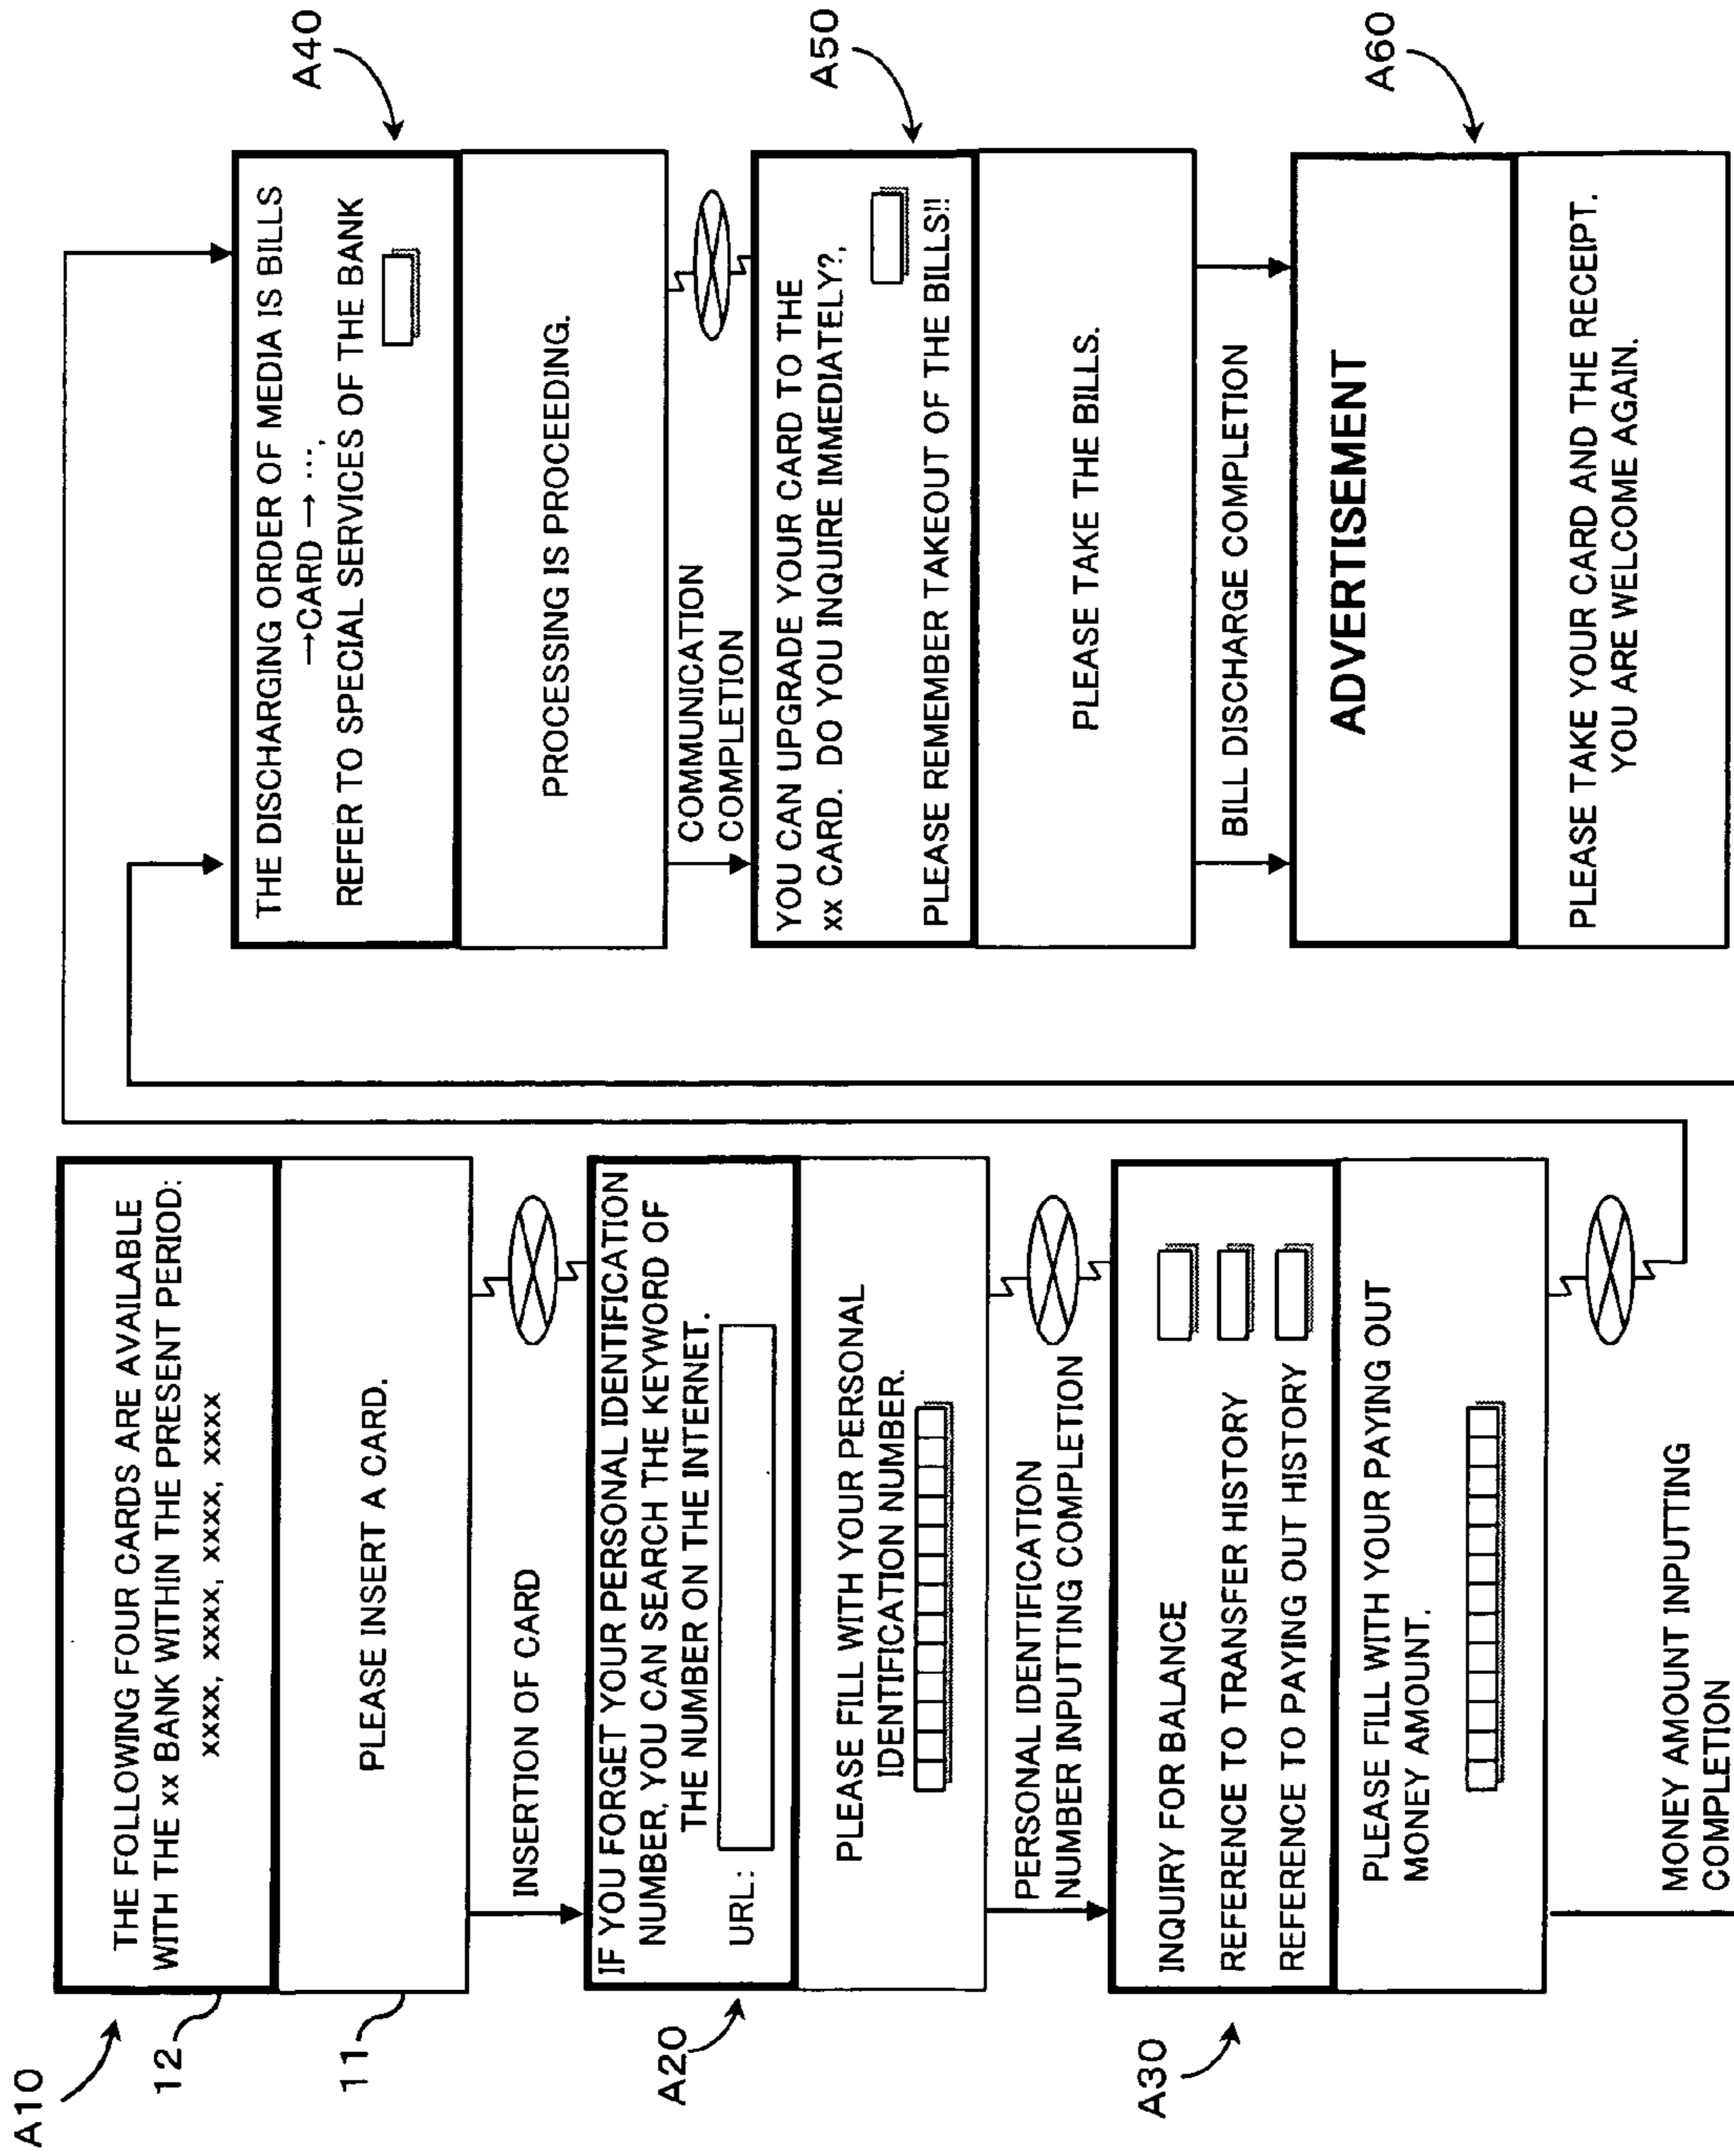 A10
12
THE FOLLOWING FOUR CARDS ARE AVAILABLE
WITH THE xx BANK WITHIN THE PRESENT PERIOD:
xxxx, xxxx, xxxx, xxxx
11
PLEASE INSERT A CARD.
INSERTION OF CARD
A20
IF YOU FORGET YOUR PERSONAL IDENTIFICATION
NUMBER, YOU CAN SEARCH THE KEYWORD OF
THE NUMBER ON THE INTERNET.
URL:
PLEASE FILL WITH YOUR PERSONAL
IDENTIFICATION NUMBER.
PERSONAL IDENTIFICATION
NUMBER INPUTTING COMPLETION
A30
INQUIRY FOR BALANCE
REFERENCE TO TRANSFER HISTORY
REFERENCE TO PAYING OUT HISTORY
PLEASE FILL WITH YOUR PAYING OUT
MONEY AMOUNT.
MONEY AMOUNT INPUTTING
COMPLETION
A40
THE DISCHARGING ORDER OF MEDIA IS BILLS
→CARD → ···,
REFER TO SPECIAL SERVICES OF THE BANK
PROCESSING IS PROCEEDING.
COMMUNICATION
COMPLETION
A50
YOU CAN UPGRADE YOUR CARD TO THE
xx CARD. DO YOU INQUIRE IMMEDIATELY?,
PLEASE REMEMBER TAKEOUT OF THE BILLS!!
PLEASE TAKE THE BILLS.
BILL DISCHARGE COMPLETION
A60
ADVERTISEMENT
PLEASE TAKE YOUR CARD AND THE RECEIPT.
YOU ARE WELCOME AGAIN.